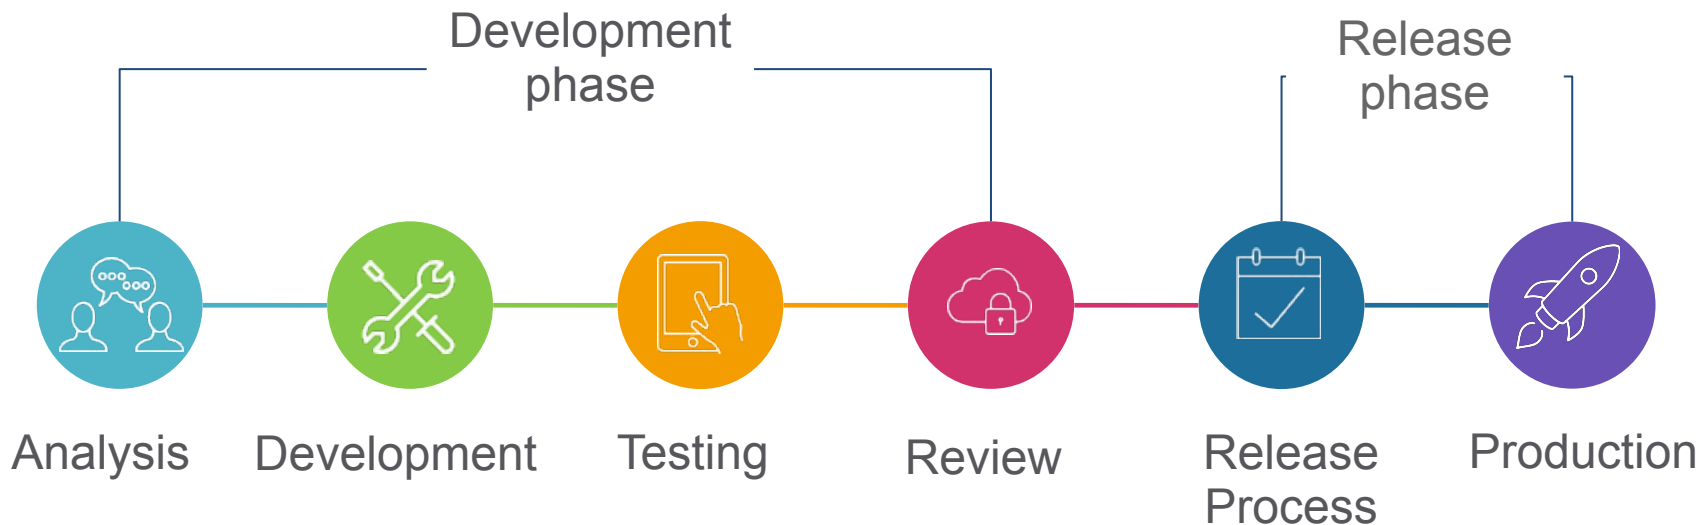 Development
phase
Release
phase
Analysis
Development
Testing
Review
Release
Process
Production